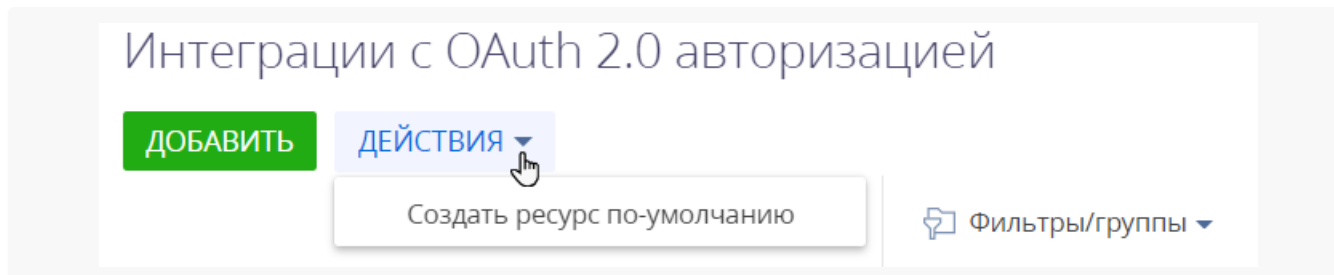 Интеграции с OAuth 2.0 авторизацией
ДОБАВИТЬ ДЕЙСТВИЯ
Создать ресурс по-умолчанию
Фильтры/группы